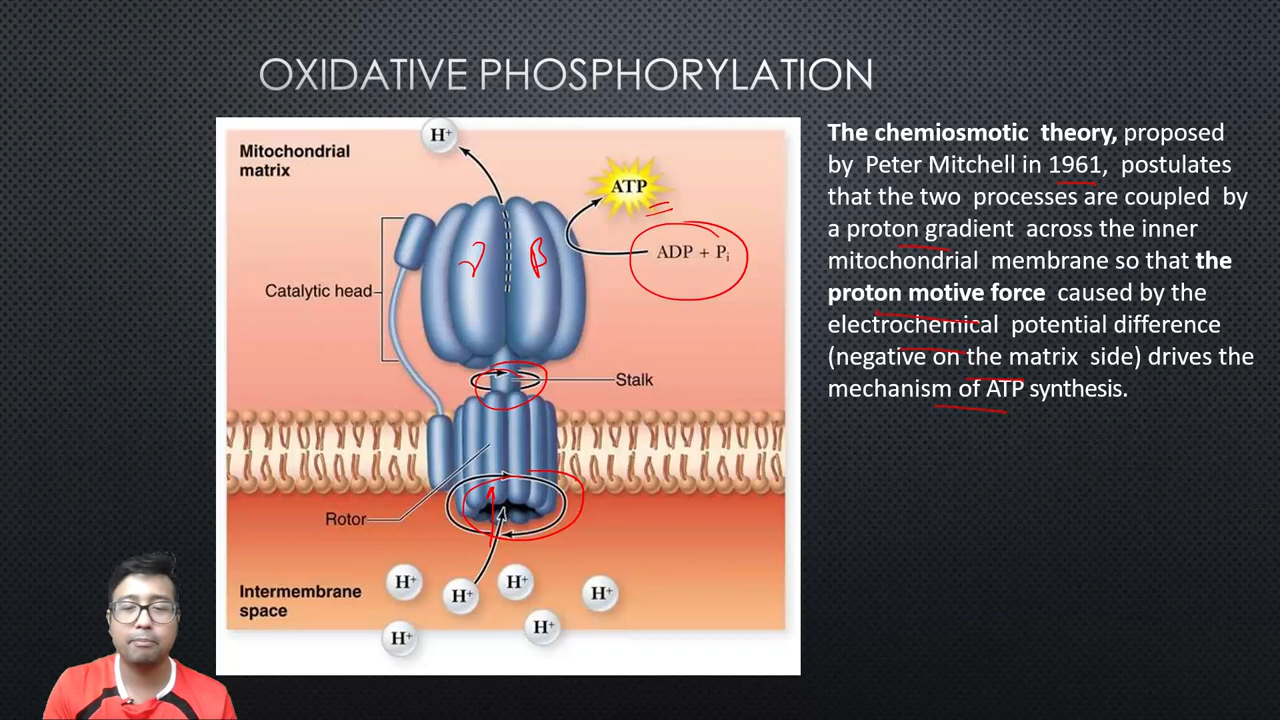 OXIDATIVE PHOSPHORYLATION
H+
Mitochondrial
matrix
ATP
ADP + Pi
γ β
Catalytic head
Stalk
Rotor
Intermembrane
space
H+ H+ H+ H+
H+ H+
The chemiosmotic theory, proposed
by Peter Mitchell in 1961, postulates
that the two processes are coupled by
a proton gradient across the inner
mitochondrial membrane so that the
proton motive force caused by the
electrochemical potential difference
(negative on the matrix side) drives the
mechanism of ATP synthesis.